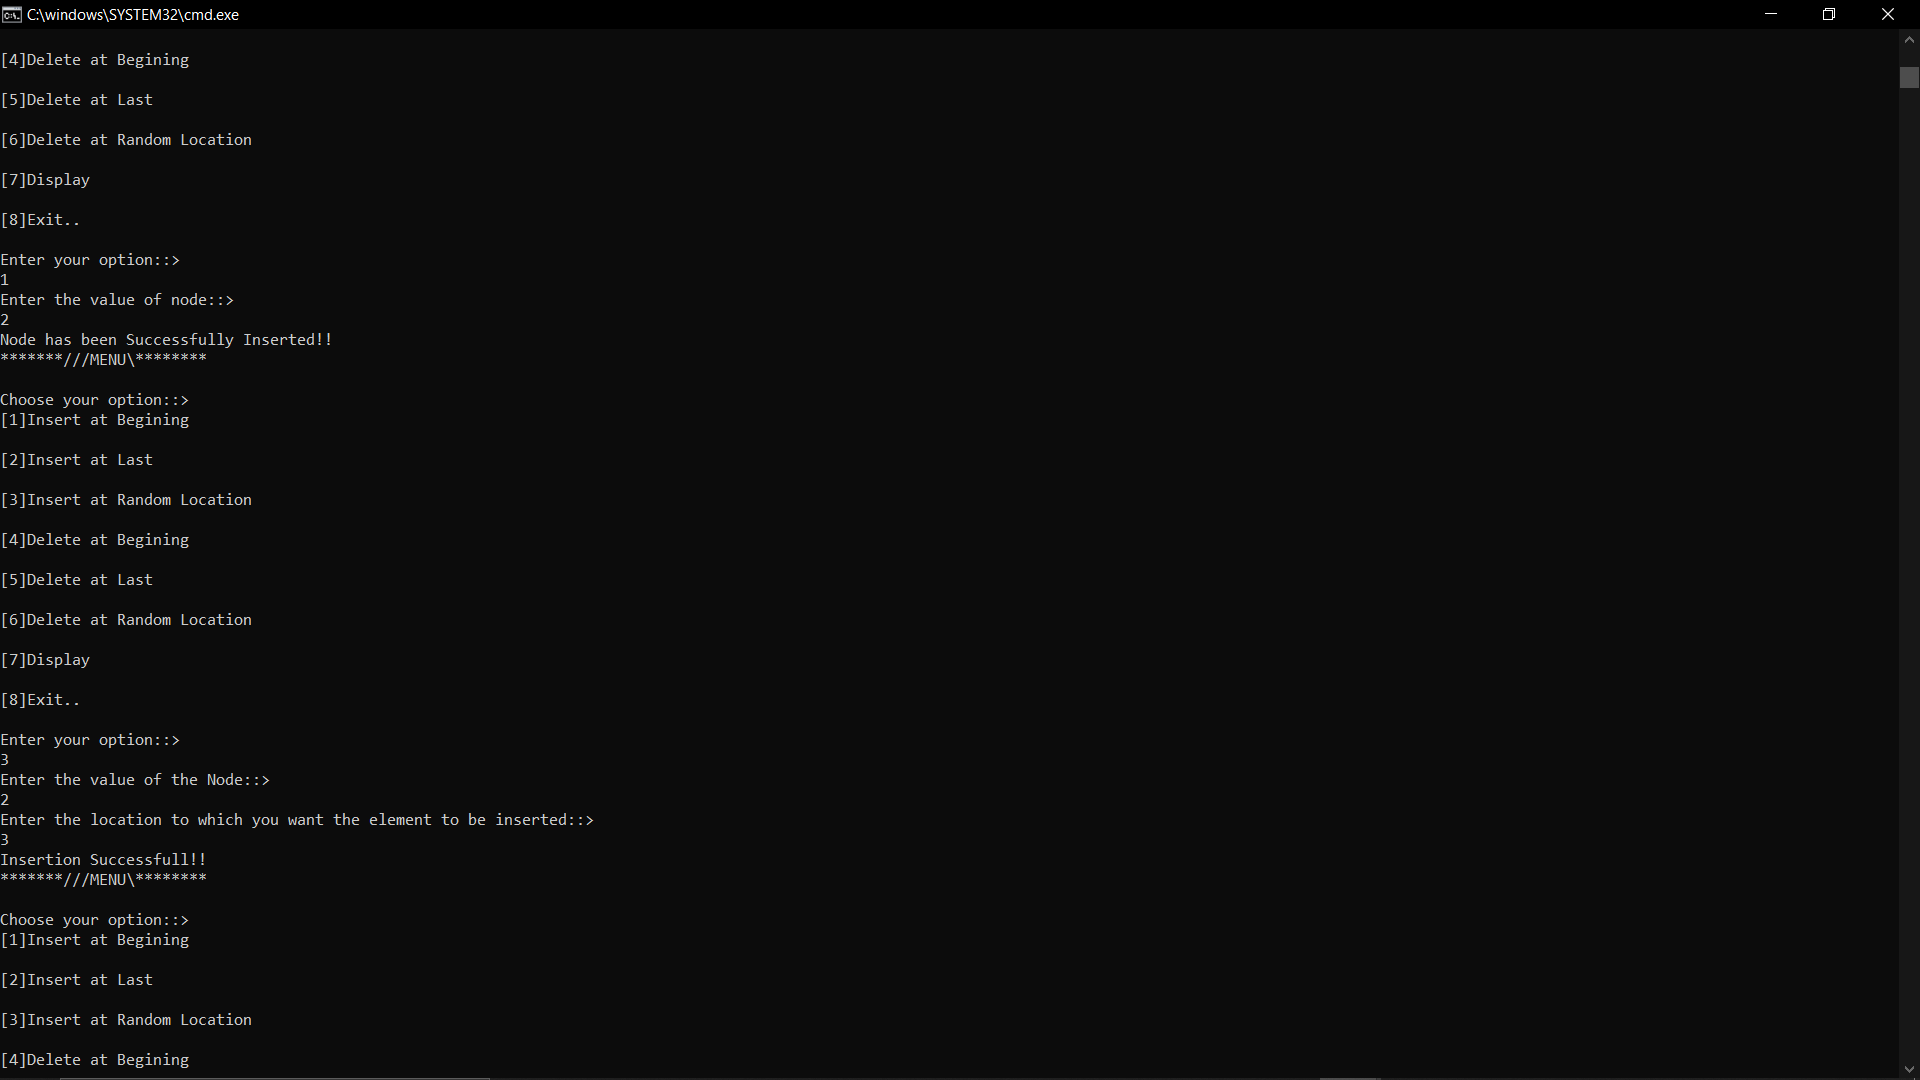 C:\windows\SYSTEM32\cmd.exe
[4]Delete at Begining
[5]Delete at Last
[6]Delete at Random Location
[7]Display
[8]Exit..
Enter your option::>
1
Enter the value of node::>
2
Node has been Successfully Inserted!!
*******///MENU\********
Choose your option::>
[1]Insert at Begining
[2]Insert at Last
[3]Insert at Random Location
[4]Delete at Begining
[5]Delete at Last
[6]Delete at Random Location
[7]Display
[8]Exit..
Enter your option::>
3
Enter the value of the Node::>
2
Enter the location to which you want the element to be inserted::>
3
Insertion Successfull!!
*******///MENU\********
Choose your option::>
[1]Insert at Begining
[2]Insert at Last
[3]Insert at Random Location
[4]Delete at Begining